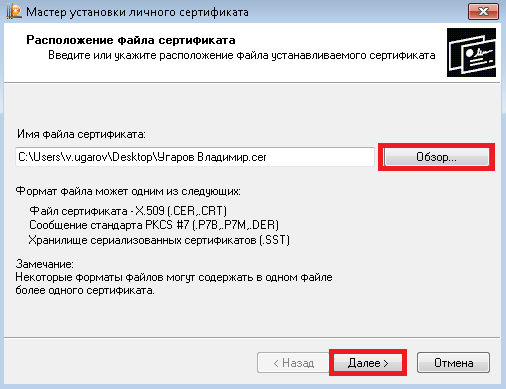 Мастер установки личного сертификата
Расположение файла сертификата
Введите или укажите расположение файла устанавливаемого сертификата
Имя файла сертификата:
C:\Users\v.ugarov\Desktop\Угаров Владимир.cer
Обзор...
Формат файла может одним из следующих:
Файл сертификата - X.509 (.CER,.CRT)
Сообщение стандарта PKCS #7 (.P7B,.P7M,.DER)
Хранилище сериализованных сертификатов (.SST)
Замечание:
Некоторые форматы файлов могут содержать в одном файле
более одного сертификата.
< Назад
Далее >
Отмена